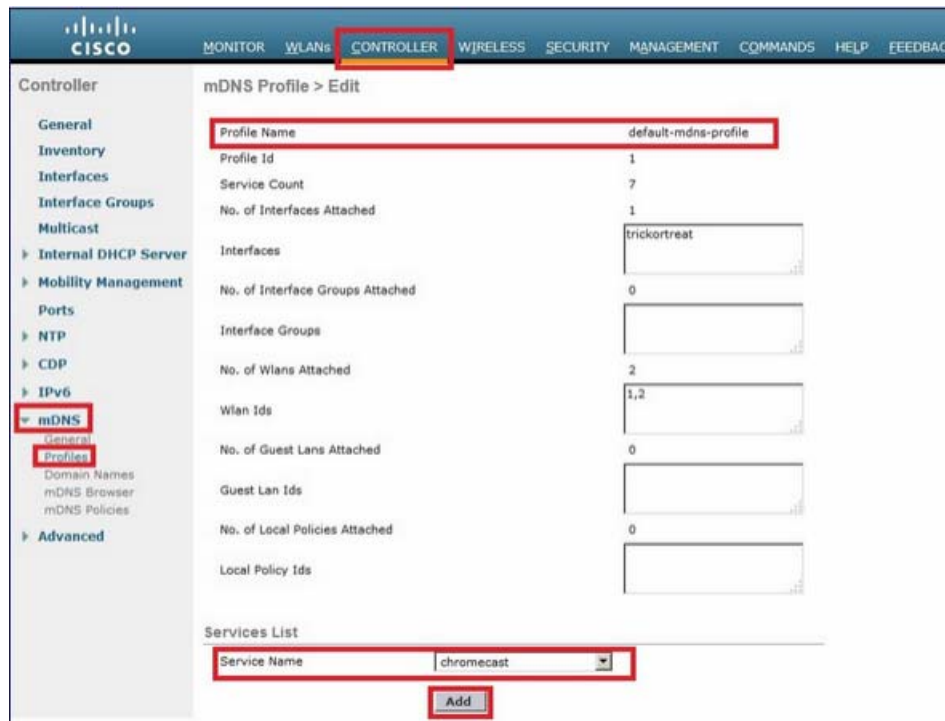 CISCO
MONITOR WLANs CONTROLLER WIRELESS SECURITY MANAGEMENT COMMANDS HELP FEEDBAC
Controller
General
Inventory
Interfaces
Interface Groups
Multicast
Internal DHCP Server
Mobility Management
Ports
NTP
CDP
IPv6
mDNS
General
Profiles
Domain Names
mDNS Browser
mDNS Policies
Advanced
mDNS Profile > Edit
Profile Name default-mdns-profile
Profile Id 1
Service Count 7
No. of Interfaces Attached 1
Interfaces trickortreat
No. of Interface Groups Attached 0
Interface Groups
No. of Wlans Attached 2
Wlan Ids 1,2
No. of Guest Lans Attached 0
Guest Lan Ids
No. of Local Policies Attached 0
Local Policy Ids
Services List
Service Name chromecast
Add